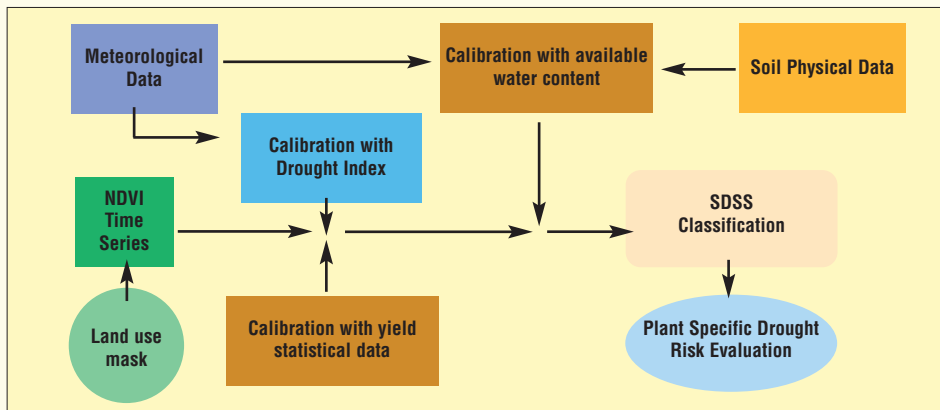 Meteorological
Data
Calibration with available
water content
Soil Physical Data
Calibration with
Drought Index
NDVI
Time
Series
SDSS
Classification
Land use
mask
Calibration with yield
statistical data
Plant Specific Drought
Risk Evaluation